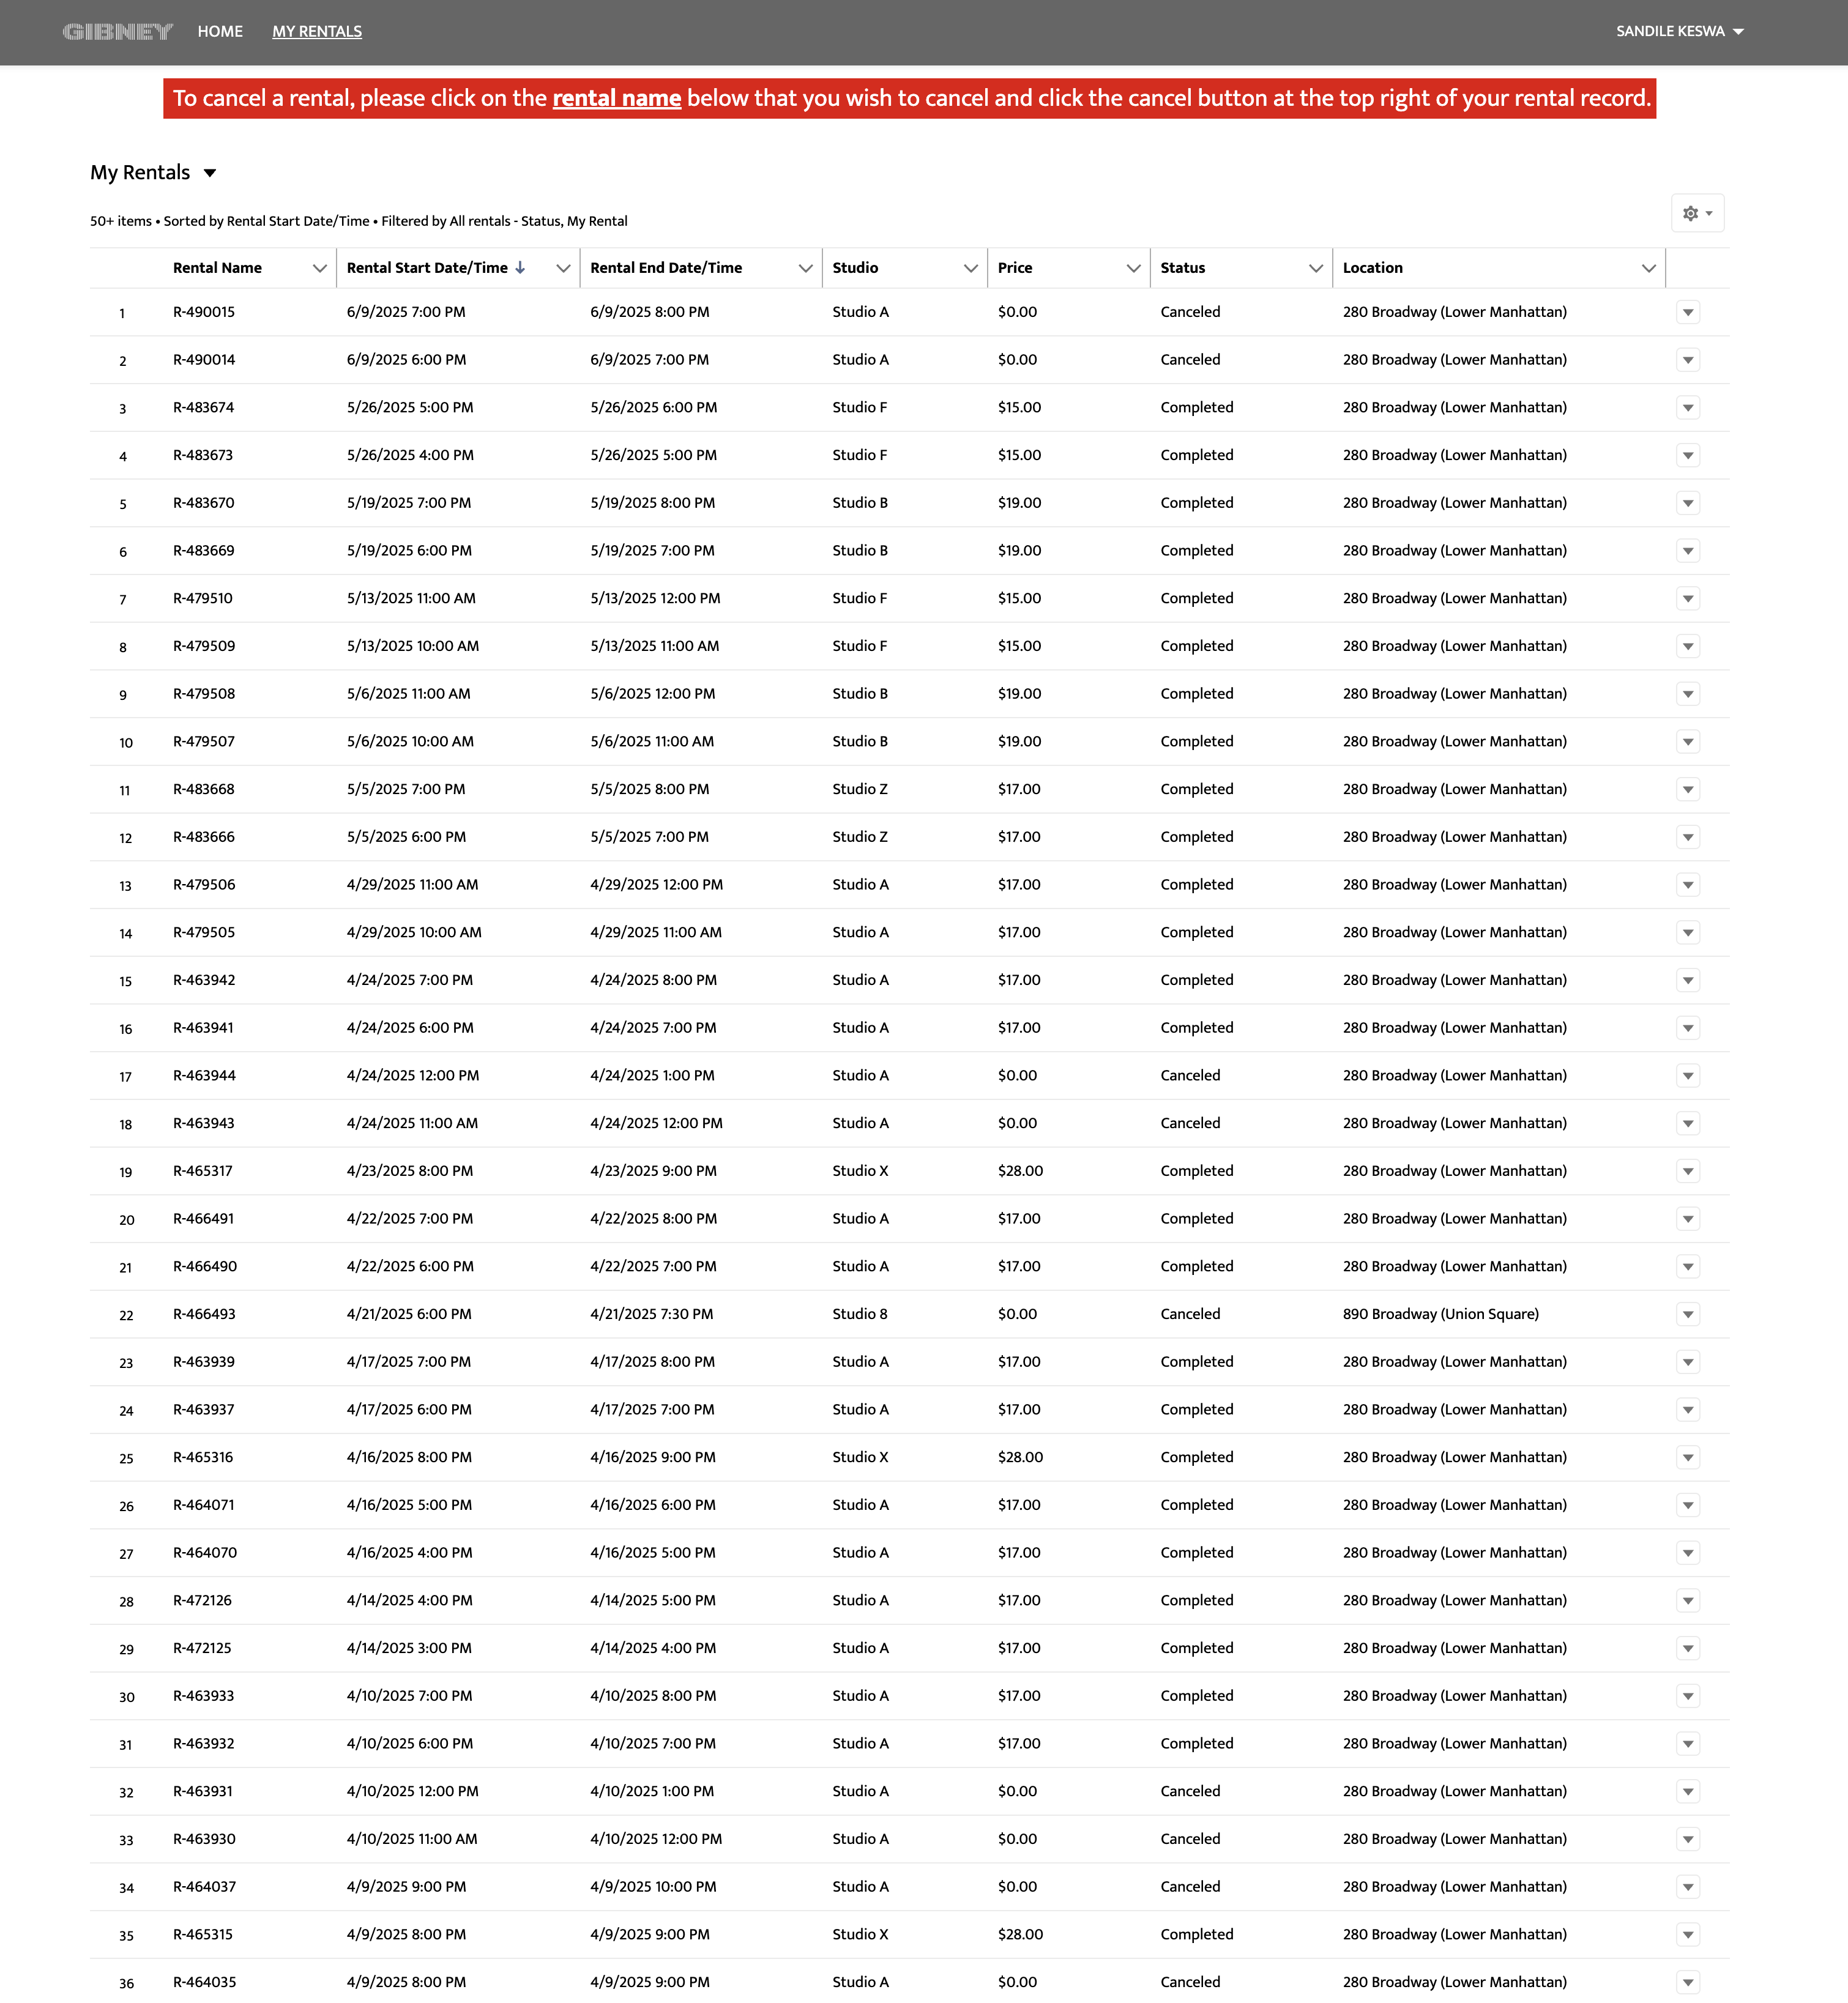 GIBNEY HOME MY RENTALS SANDILE KESWA
To cancel a rental, please click on the rental name below that you wish to cancel and click the cancel button at the top right of your rental record.
My Rentals
50+ items • Sorted by Rental Start Date/Time • Filtered by All rentals - Status, My Rental
Rental Name Rental Start Date/Time Rental End Date/Time Studio Price Status Location
1 R-490015 6/9/2025 7:00 PM 6/9/2025 8:00 PM Studio A $0.00 Canceled 280 Broadway (Lower Manhattan)
2 R-490014 6/9/2025 6:00 PM 6/9/2025 7:00 PM Studio A $0.00 Canceled 280 Broadway (Lower Manhattan)
3 R-483674 5/26/2025 5:00 PM 5/26/2025 6:00 PM Studio F $15.00 Completed 280 Broadway (Lower Manhattan)
4 R-483673 5/26/2025 4:00 PM 5/26/2025 5:00 PM Studio F $15.00 Completed 280 Broadway (Lower Manhattan)
5 R-483670 5/19/2025 7:00 PM 5/19/2025 8:00 PM Studio B $19.00 Completed 280 Broadway (Lower Manhattan)
6 R-483669 5/19/2025 6:00 PM 5/19/2025 7:00 PM Studio B $19.00 Completed 280 Broadway (Lower Manhattan)
7 R-479510 5/13/2025 11:00 AM 5/13/2025 12:00 PM Studio F $15.00 Completed 280 Broadway (Lower Manhattan)
8 R-479509 5/13/2025 10:00 AM 5/13/2025 11:00 AM Studio F $15.00 Completed 280 Broadway (Lower Manhattan)
9 R-479508 5/6/2025 11:00 AM 5/6/2025 12:00 PM Studio B $19.00 Completed 280 Broadway (Lower Manhattan)
10 R-479507 5/6/2025 10:00 AM 5/6/2025 11:00 AM Studio B $19.00 Completed 280 Broadway (Lower Manhattan)
11 R-483668 5/5/2025 7:00 PM 5/5/2025 8:00 PM Studio Z $17.00 Completed 280 Broadway (Lower Manhattan)
12 R-483666 5/5/2025 6:00 PM 5/5/2025 7:00 PM Studio Z $17.00 Completed 280 Broadway (Lower Manhattan)
13 R-479506 4/29/2025 11:00 AM 4/29/2025 12:00 PM Studio A $17.00 Completed 280 Broadway (Lower Manhattan)
14 R-479505 4/29/2025 10:00 AM 4/29/2025 11:00 AM Studio A $17.00 Completed 280 Broadway (Lower Manhattan)
15 R-463942 4/24/2025 7:00 PM 4/24/2025 8:00 PM Studio A $17.00 Completed 280 Broadway (Lower Manhattan)
16 R-463941 4/24/2025 6:00 PM 4/24/2025 7:00 PM Studio A $17.00 Completed 280 Broadway (Lower Manhattan)
17 R-463944 4/24/2025 12:00 PM 4/24/2025 1:00 PM Studio A $0.00 Canceled 280 Broadway (Lower Manhattan)
18 R-463943 4/24/2025 11:00 AM 4/24/2025 12:00 PM Studio A $0.00 Canceled 280 Broadway (Lower Manhattan)
19 R-465317 4/23/2025 8:00 PM 4/23/2025 9:00 PM Studio X $28.00 Completed 280 Broadway (Lower Manhattan)
20 R-466491 4/22/2025 7:00 PM 4/22/2025 8:00 PM Studio A $17.00 Completed 280 Broadway (Lower Manhattan)
21 R-466490 4/22/2025 6:00 PM 4/22/2025 7:00 PM Studio A $17.00 Completed 280 Broadway (Lower Manhattan)
22 R-466493 4/21/2025 6:00 PM 4/21/2025 7:30 PM Studio 8 $0.00 Canceled 890 Broadway (Union Square)
23 R-463939 4/17/2025 7:00 PM 4/17/2025 8:00 PM Studio A $17.00 Completed 280 Broadway (Lower Manhattan)
24 R-463937 4/17/2025 6:00 PM 4/17/2025 7:00 PM Studio A $17.00 Completed 280 Broadway (Lower Manhattan)
25 R-465316 4/16/2025 8:00 PM 4/16/2025 9:00 PM Studio X $28.00 Completed 280 Broadway (Lower Manhattan)
26 R-464071 4/16/2025 5:00 PM 4/16/2025 6:00 PM Studio A $17.00 Completed 280 Broadway (Lower Manhattan)
27 R-464070 4/16/2025 4:00 PM 4/16/2025 5:00 PM Studio A $17.00 Completed 280 Broadway (Lower Manhattan)
28 R-472126 4/14/2025 4:00 PM 4/14/2025 5:00 PM Studio A $17.00 Completed 280 Broadway (Lower Manhattan)
29 R-472125 4/14/2025 3:00 PM 4/14/2025 4:00 PM Studio A $17.00 Completed 280 Broadway (Lower Manhattan)
30 R-463933 4/10/2025 7:00 PM 4/10/2025 8:00 PM Studio A $17.00 Completed 280 Broadway (Lower Manhattan)
31 R-463932 4/10/2025 6:00 PM 4/10/2025 7:00 PM Studio A $17.00 Completed 280 Broadway (Lower Manhattan)
32 R-463931 4/10/2025 12:00 PM 4/10/2025 1:00 PM Studio A $0.00 Canceled 280 Broadway (Lower Manhattan)
33 R-463930 4/10/2025 11:00 AM 4/10/2025 12:00 PM Studio A $0.00 Canceled 280 Broadway (Lower Manhattan)
34 R-464037 4/9/2025 9:00 PM 4/9/2025 10:00 PM Studio A $0.00 Canceled 280 Broadway (Lower Manhattan)
35 R-465315 4/9/2025 8:00 PM 4/9/2025 9:00 PM Studio X $28.00 Completed 280 Broadway (Lower Manhattan)
36 R-464035 4/9/2025 8:00 PM 4/9/2025 9:00 PM Studio A $0.00 Canceled 280 Broadway (Lower Manhattan)